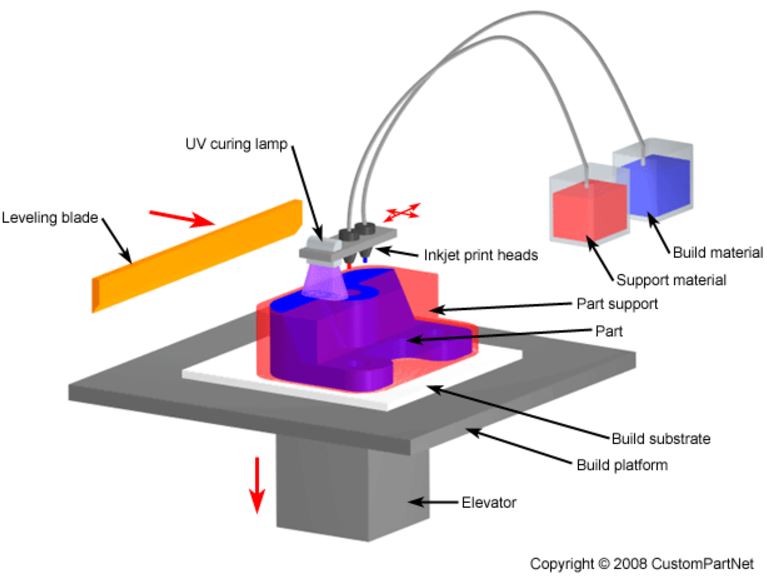 UV curing lamp
Leveling blade
Inkjet print heads
Build material
Support material
Part support
Part
Build substrate
Build platform
Elevator
Copyright © 2008 CustomPartNet